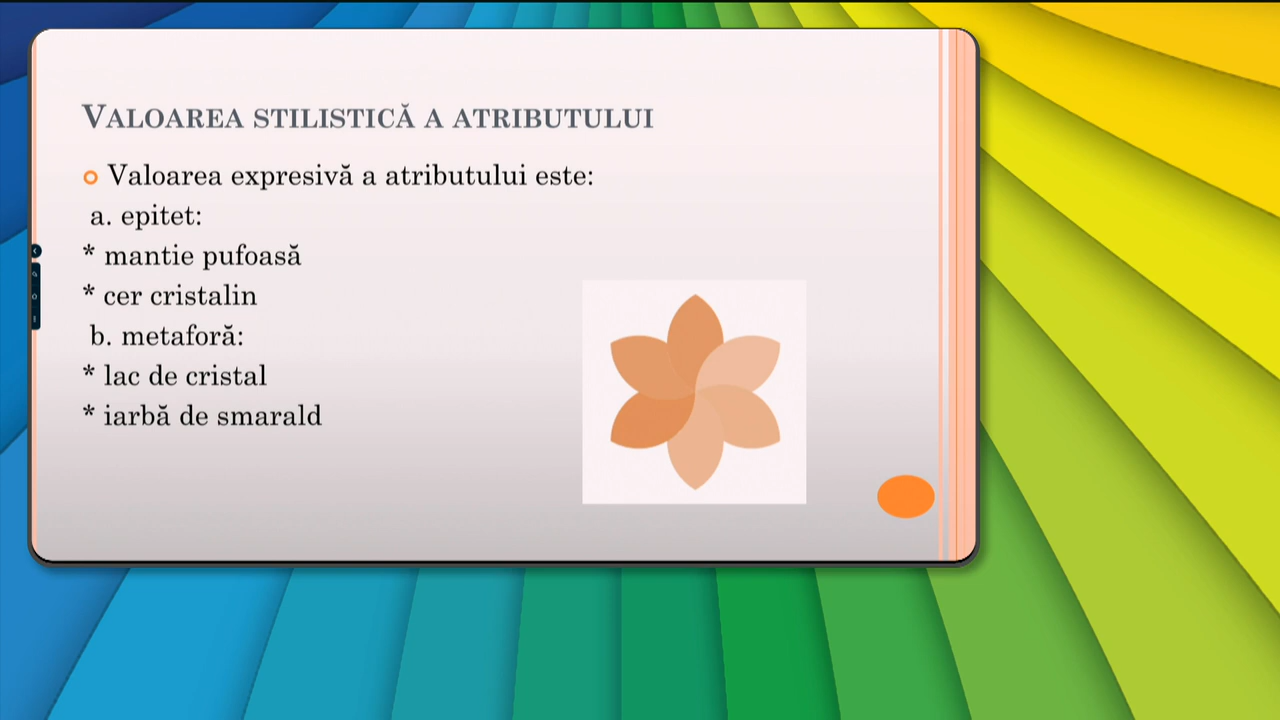 VALOAREA STILISTICĂ A ATRIBUTULUI
Valoarea expresivă a atributului este:
a. epitet:
* mantie pufoasă
* cer cristalin
b. metaforă:
* lac de cristal
* iarbă de smarald